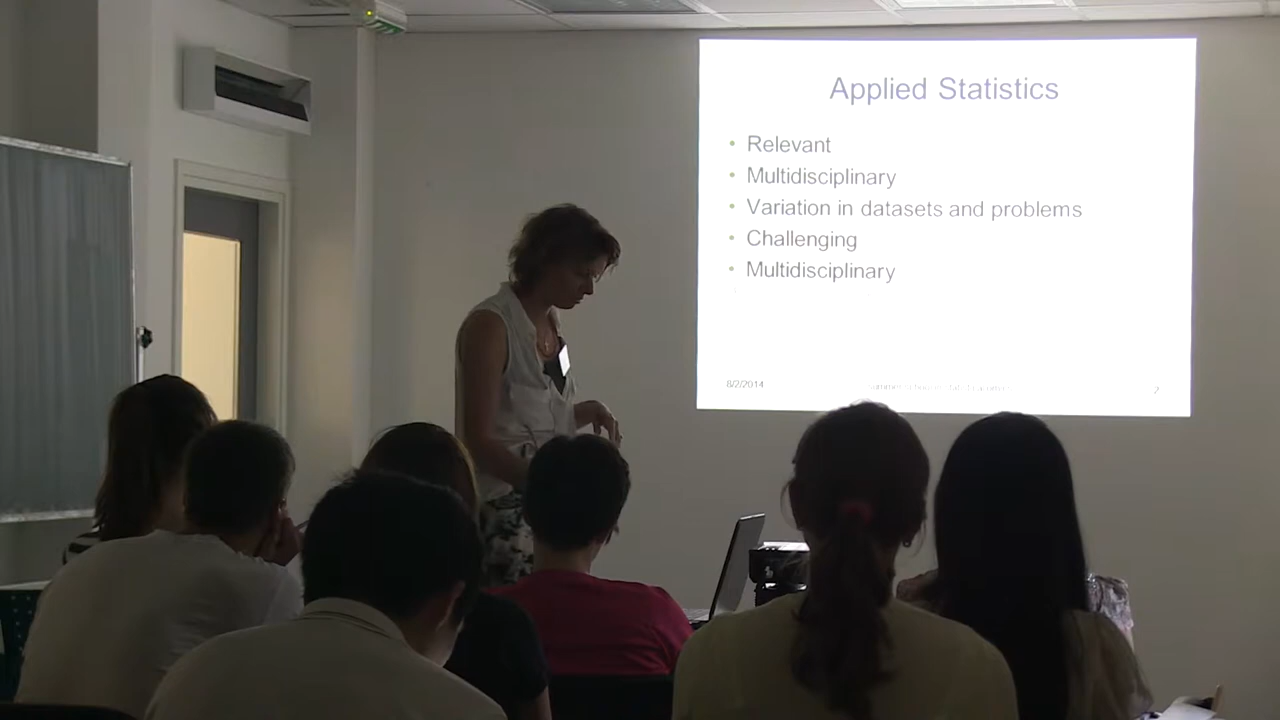 Applied Statistics
• Relevant
• Multidisciplinary
• Variation in datasets and problems
• Challenging
• Multidisciplinary
8/2/2014
2